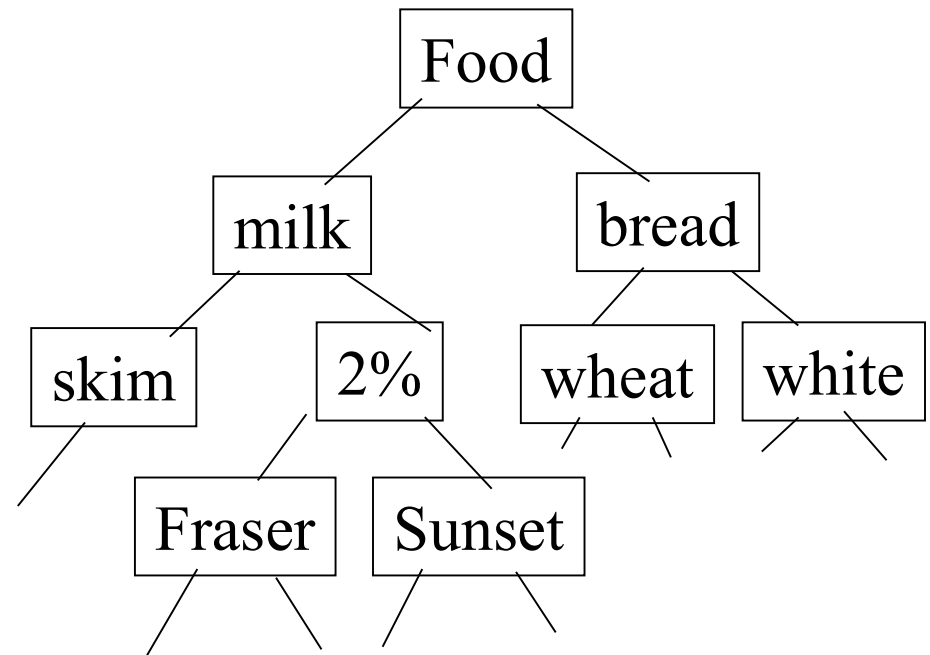 Food
milk
bread
skim
2%
wheat
white
Fraser
Sunset